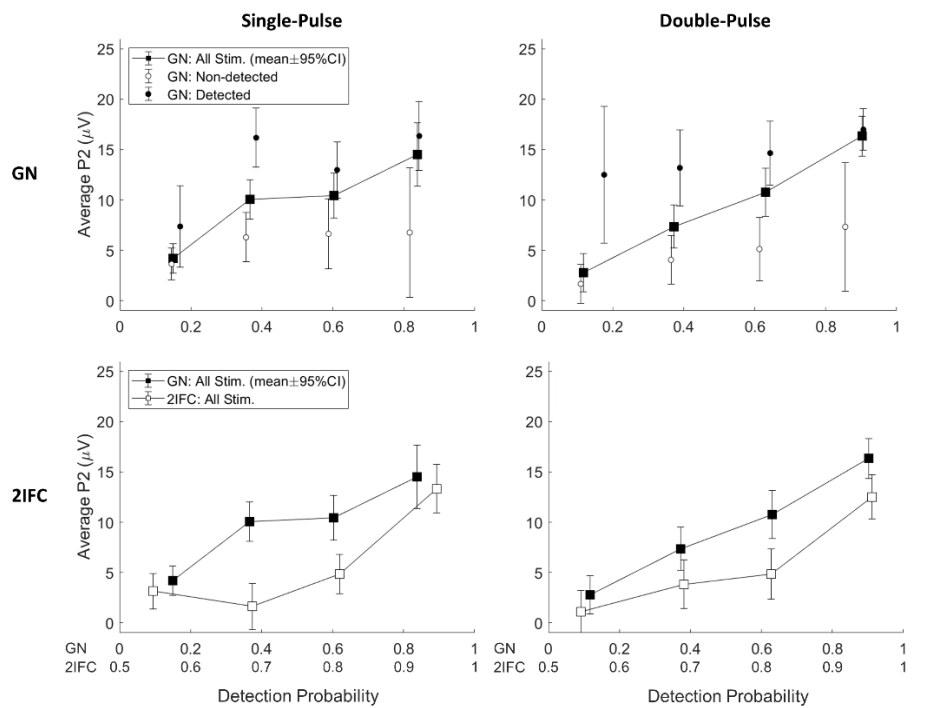 Single-Pulse
Double-Pulse
GN
Average P2 (μV)
25
20
15
10
5
0
GN: All Stim. (mean±95%CI)
GN: Non-detected
GN: Detected
0 0.2 0.4 0.6 0.8 1
25
20
15
10
5
0
0 0.2 0.4 0.6 0.8 1
2IFC
Average P2 (μV)
25
20
15
10
5
0
GN: All Stim. (mean±95%CI)
2IFC: All Stim.
GN 0 0.2 0.4 0.6 0.8 1
2IFC 0.5 0.6 0.7 0.8 0.9 1
Detection Probability
25
20
15
10
5
0
GN 0 0.2 0.4 0.6 0.8 1
2IFC 0.5 0.6 0.7 0.8 0.9 1
Detection Probability